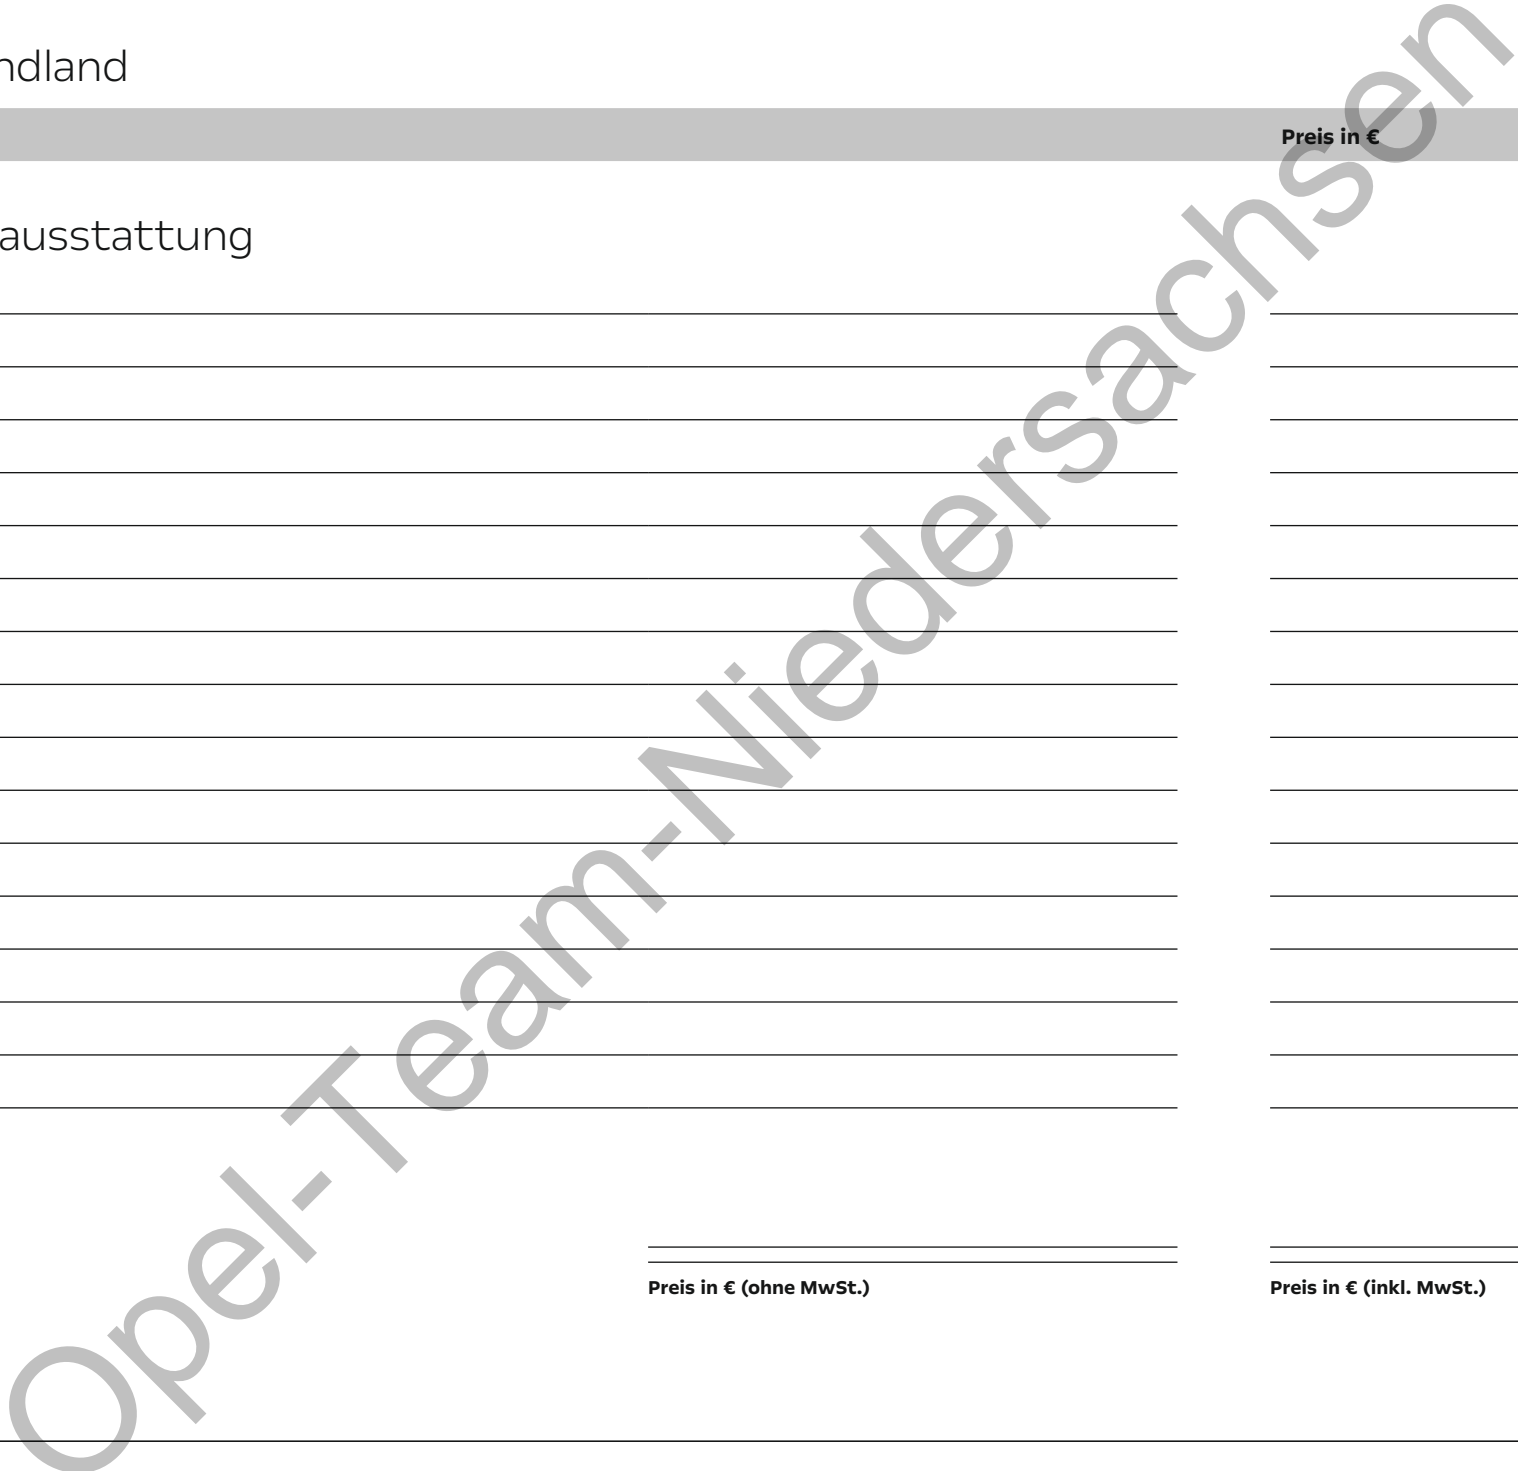 ndland
Preis in €
ausstattung
Preis in € (ohne MwSt.)
Preis in € (inkl. MwSt.)
Opel-Team-Niedersachsen